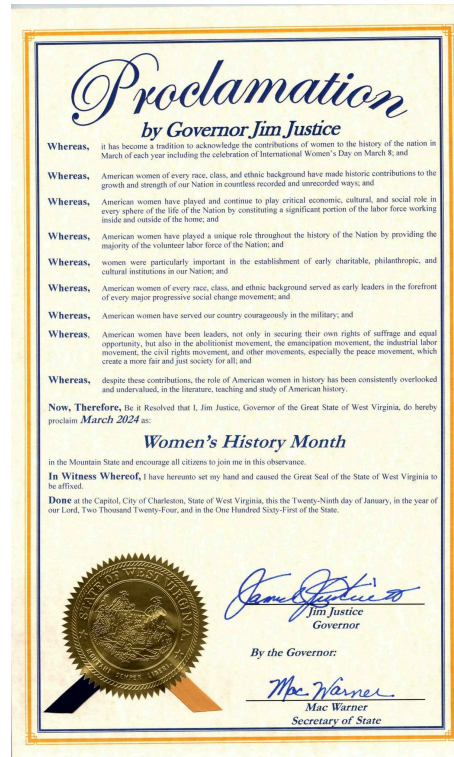 Proclamation
by Governor Jim Justice
Whereas, it has become a tradition to acknowledge the contributions of women to the history of the nation in
March of each year including the celebration of International Women's Day on March 8; and
Whereas, American women of every race, class, and ethnic background have made historic contributions to the
growth and strength of our Nation in countless recorded and unrecorded ways; and
Whereas, American women have played and continue to play critical economic, cultural, and social role in
every sphere of the life of the Nation by constituting a significant portion of the labor force working
inside and outside of the home; and
Whereas, American women have played a unique role throughout the history of the Nation by providing the
majority of the volunteer labor force of the Nation; and
Whereas, women were particularly important in the establishment of early charitable, philanthropic, and
cultural institutions in our Nation; and
Whereas, American women of every race, class, and ethnic background served as early leaders in the forefront
of every major progressive social change movement; and
Whereas, American women have served our country courageously in the military; and
Whereas, American women have been leaders, not only in securing their own rights of suffrage and equal
opportunity, but also in the abolitionist movement, the emancipation movement, the industrial labor
movement, the civil rights movement, and other movements, especially the peace movement, which
create a more fair and just society for all; and
Whereas, despite these contributions, the role of American women in history has been consistently overlooked
and undervalued, in the literature, teaching and study of American history.
Now, Therefore, Be it Resolved that I, Jim Justice, Governor of the Great State of West Virginia, do hereby
proclaim March 2024 as:
Women's History Month
in the Mountain State and encourage all citizens to join me in this observance.
In Witness Whereof, I have hereunto set my hand and caused the Great Seal of the State of West Virginia to
be affixed.
Done at the Capitol, City of Charleston, State of West Virginia, this the Twenty-Ninth day of January, in the year of
our Lord, Two Thousand Twenty-Four, and in the One Hundred Sixty-First of the State.
STATE OF WEST VIRGINIA
MONTANI SEMPER LIBERI
Jim Justice
Governor
By the Governor:
Mac Warner
Mac Warner
Secretary of State